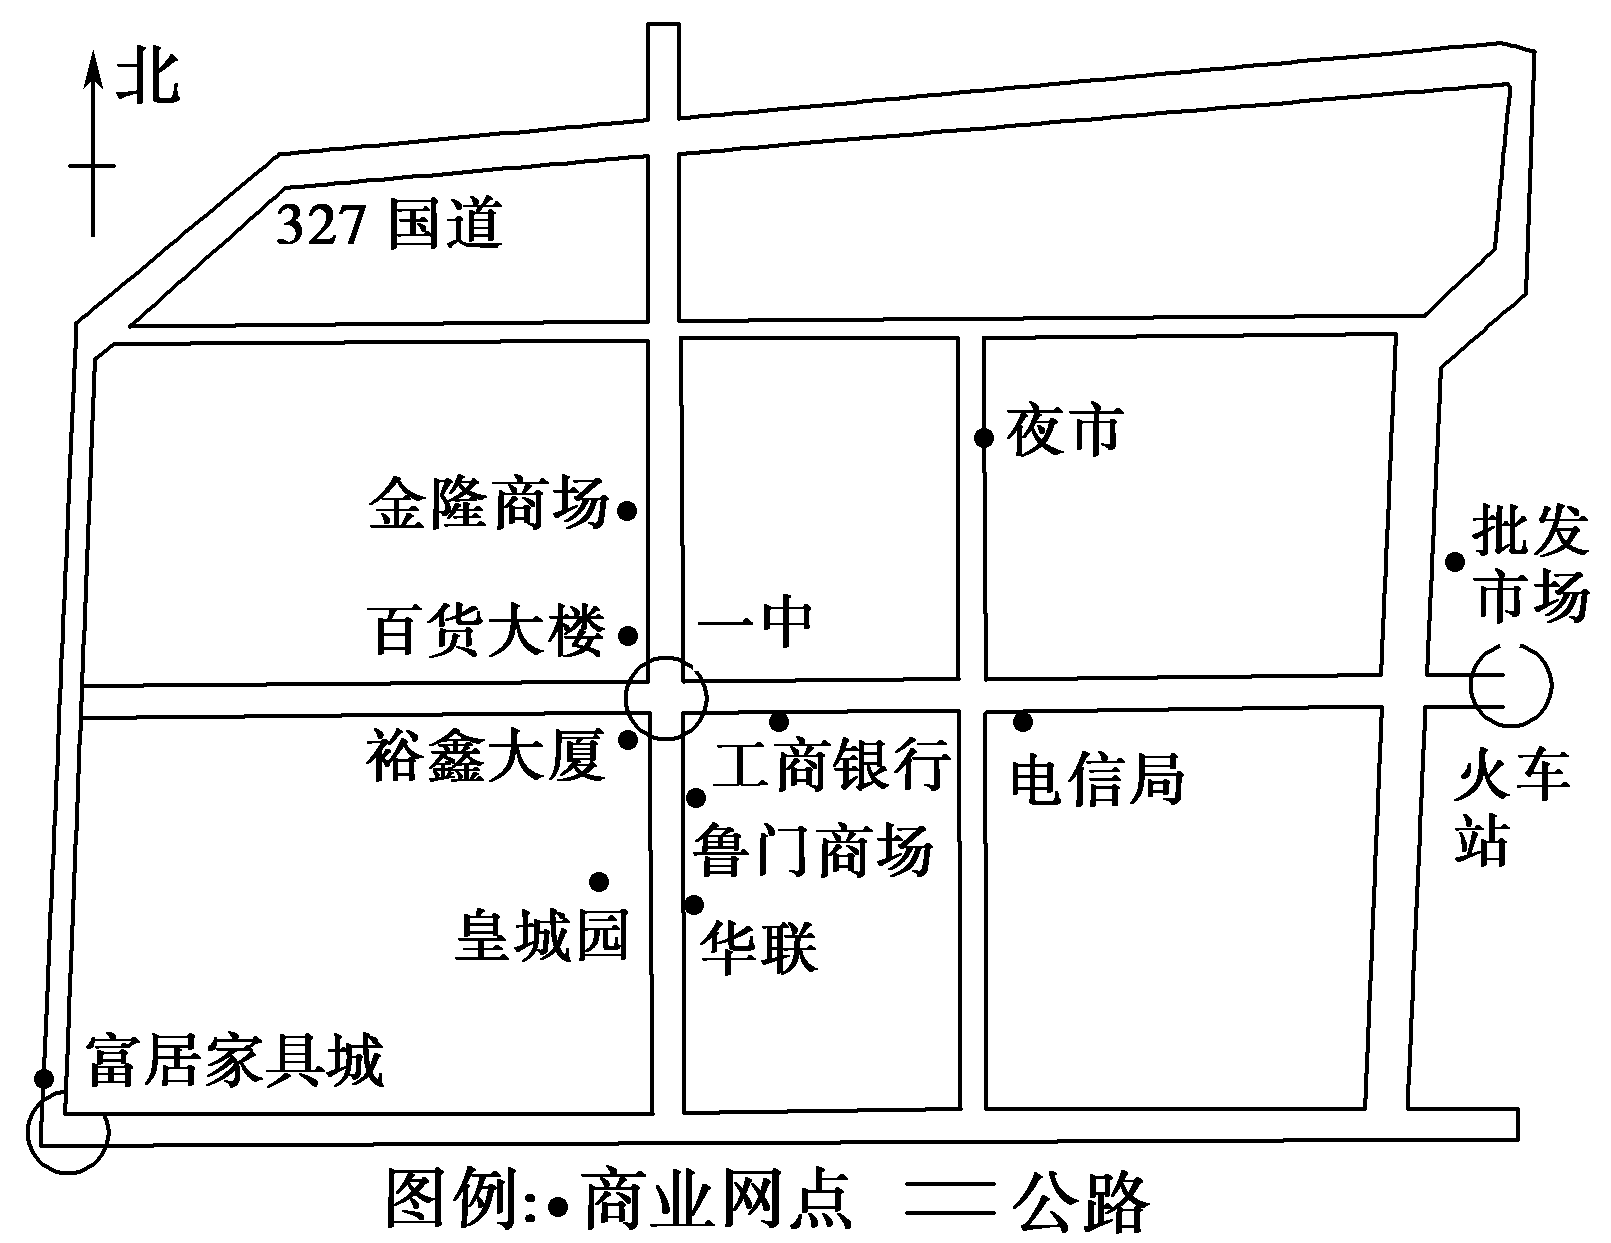 北
327 国道
夜市
金隆商场
批发
市场
百货大楼
一中
裕鑫大厦
工商银行
电信局
火车
站
鲁门商场
皇城园
华联
富居家具城
图例:●商业网点 公路